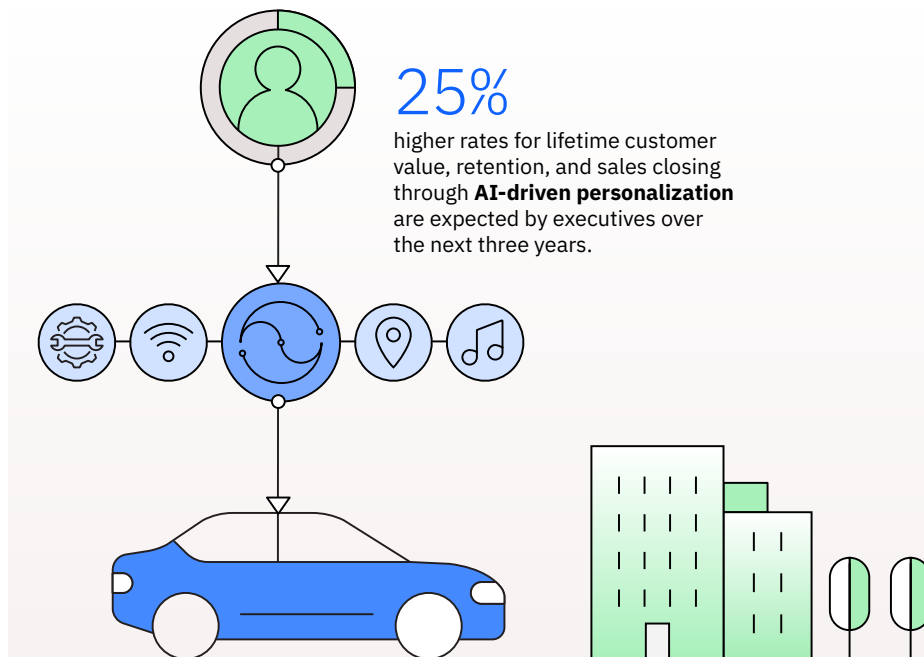 25%
higher rates for lifetime customer
value, retention, and sales closing
through AI-driven personalization
are expected by executives over
the next three years.